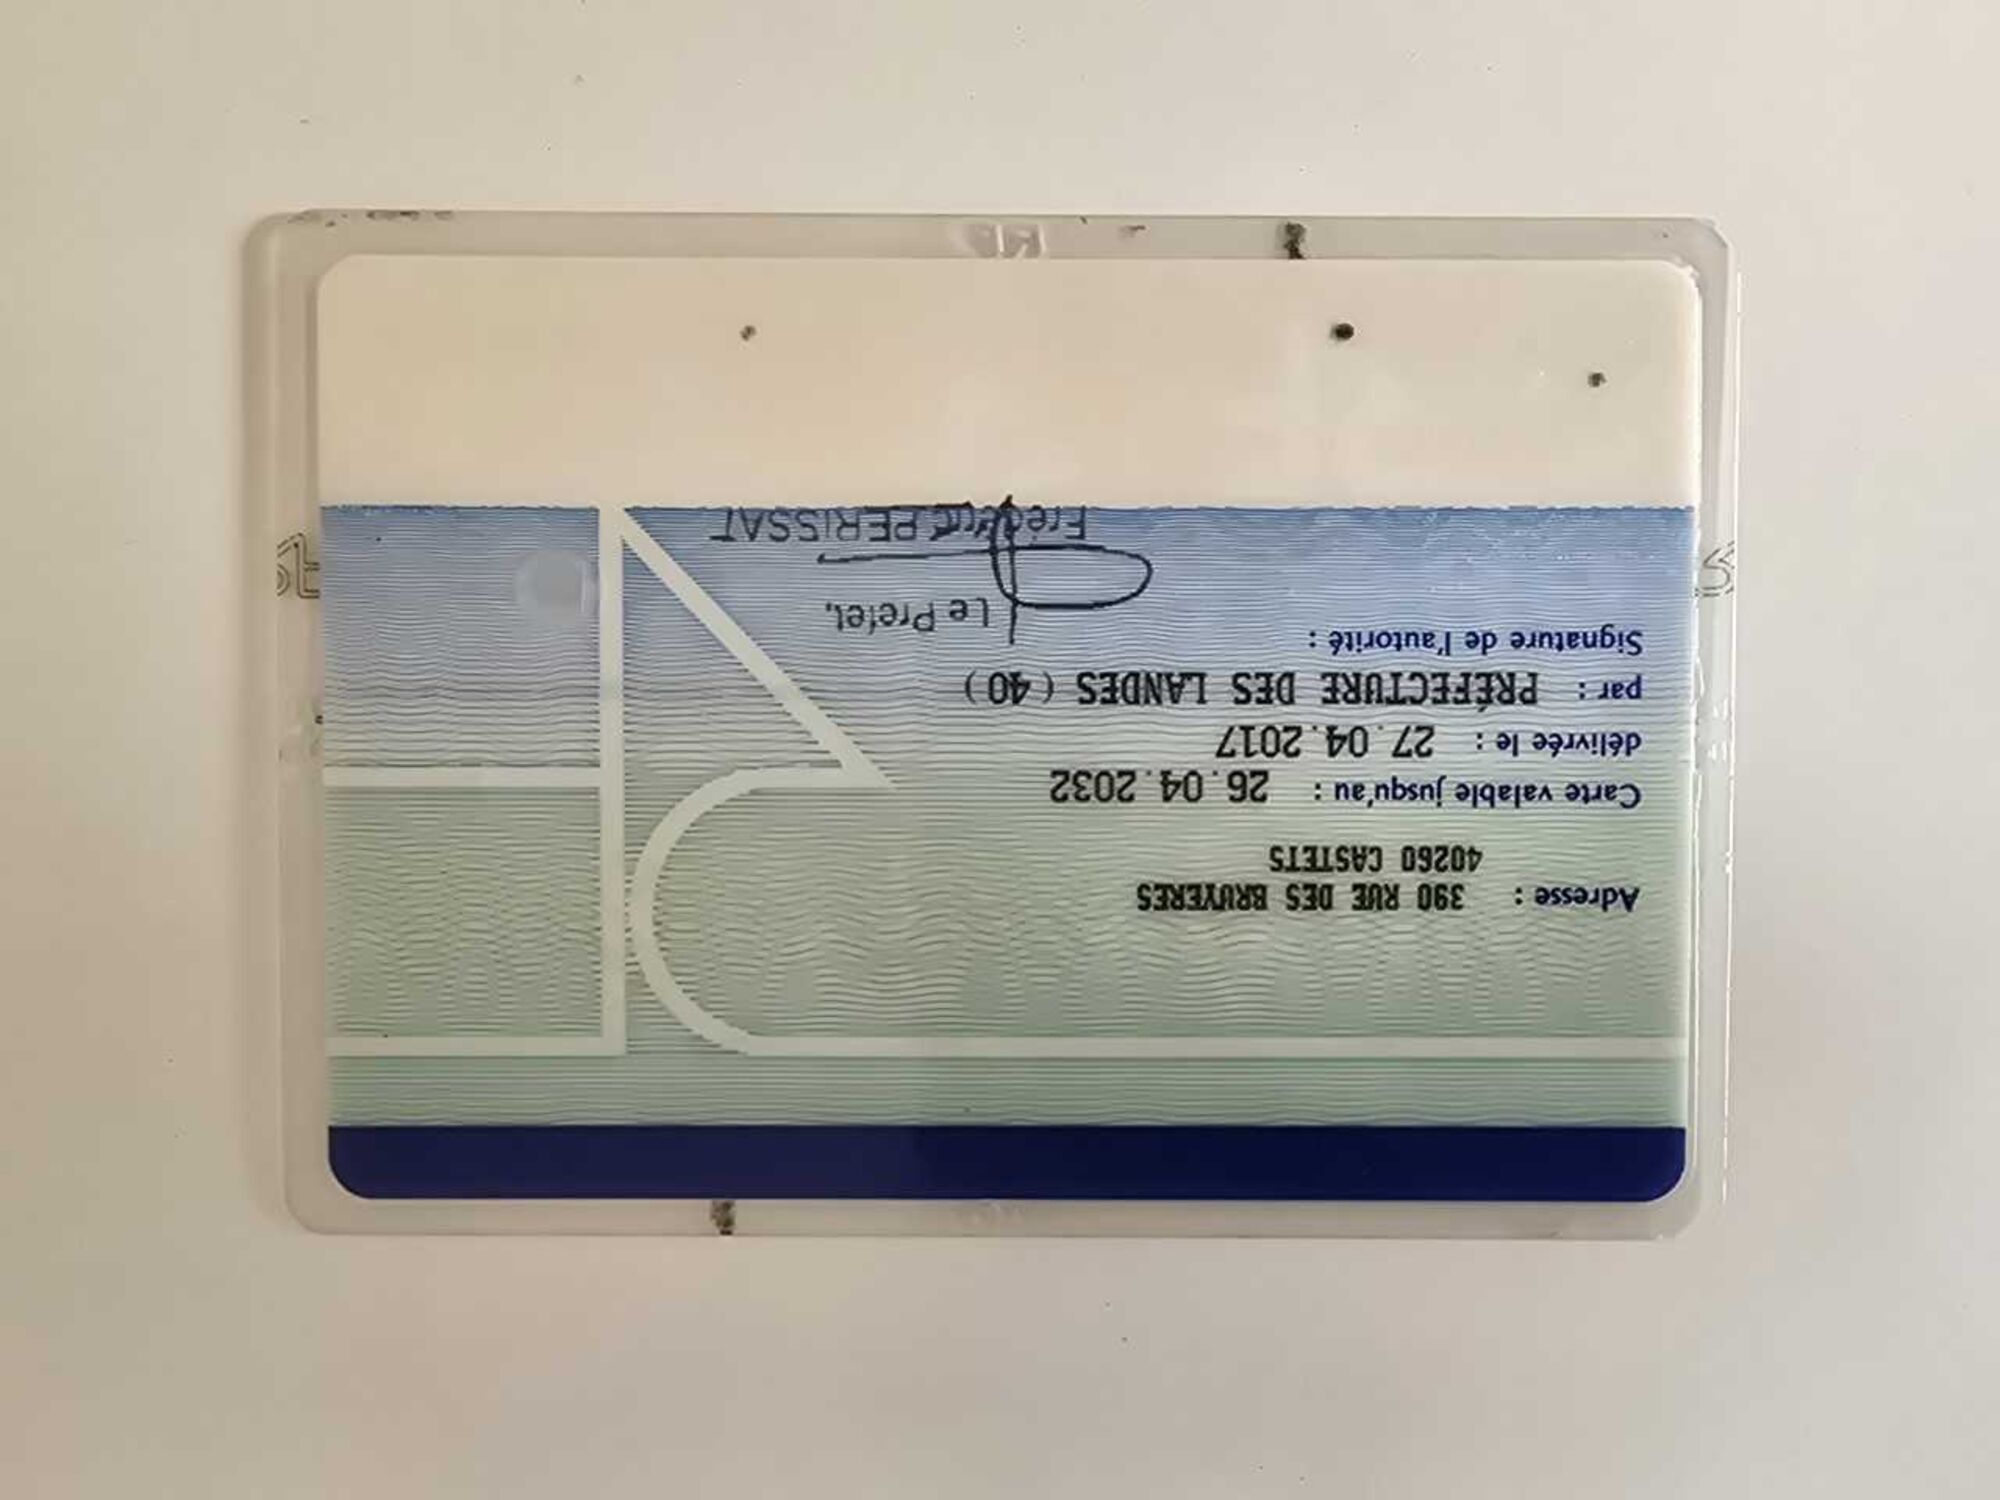 Adresse : 390 RUE DES BRUYERES
40260 CASTETS
Carte valable jusqu'au : 26.04.2032
délivrée le : 27.04.2017
par : PRÉFECTURE DES LANDES (40)
Signature de l'autorité :
Le Préfet,
Frédéric PERISSAT